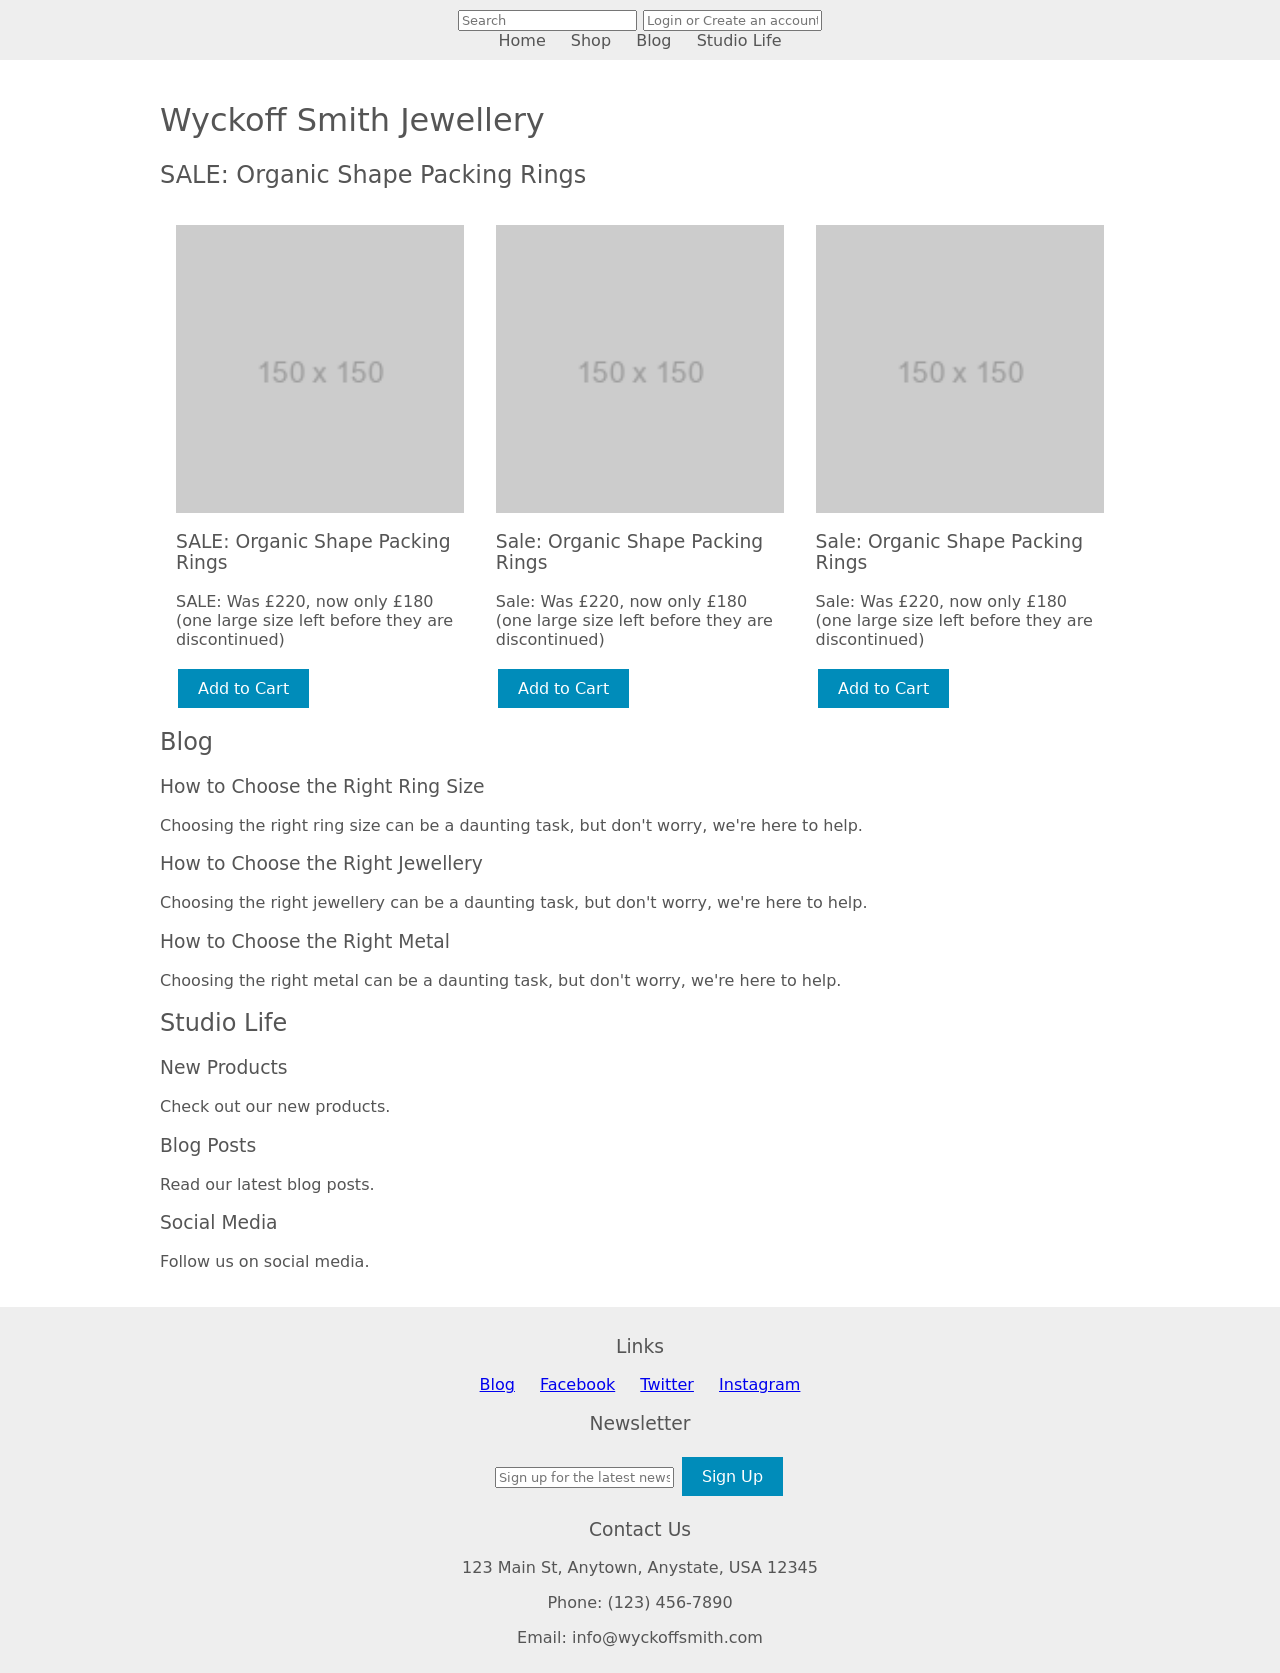 Search Login or Create an account
Home Shop Blog Studio Life
Wyckoff Smith Jewellery
SALE: Organic Shape Packing Rings
150 x 150
150 x 150
150 x 150
SALE: Organic Shape Packing
Rings
SALE: Was £220, now only £180
(one large size left before they are
discontinued)
Add to Cart
Sale: Organic Shape Packing
Rings
Sale: Was £220, now only £180
(one large size left before they are
discontinued)
Add to Cart
Sale: Organic Shape Packing
Rings
Sale: Was £220, now only £180
(one large size left before they are
discontinued)
Add to Cart
Blog
How to Choose the Right Ring Size
Choosing the right ring size can be a daunting task, but don't worry, we're here to help.
How to Choose the Right Jewellery
Choosing the right jewellery can be a daunting task, but don't worry, we're here to help.
How to Choose the Right Metal
Choosing the right metal can be a daunting task, but don't worry, we're here to help.
Studio Life
New Products
Check out our new products.
Blog Posts
Read our latest blog posts.
Social Media
Follow us on social media.
Links
Blog Facebook Twitter Instagram
Newsletter
Sign up for the latest news Sign Up
Contact Us
123 Main St, Anytown, Anystate, USA 12345
Phone: (123) 456-7890
Email: info@wyckoffsmith.com